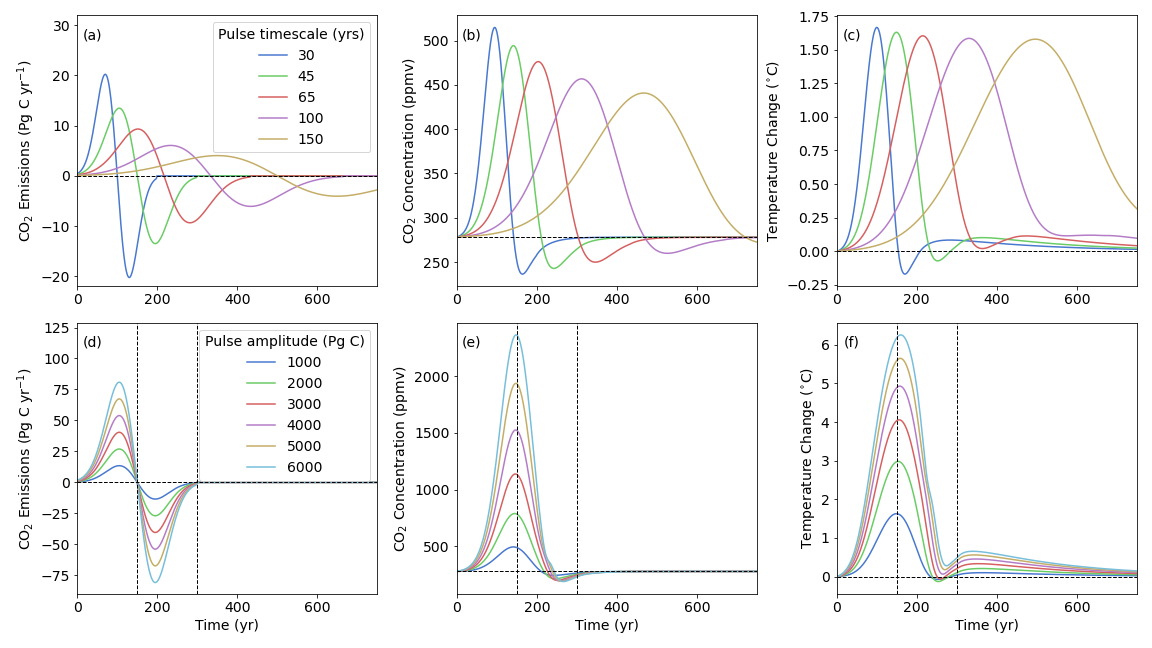 (a)
Pulse timescale (yrs)
30
45
65
100
150
CO₂ Emissions (Pg C yr⁻¹)
30
20
10
0
−10
−20
0 200 400 600
(b)
CO₂ Concentration (ppmv)
500
450
400
350
300
250
0 200 400 600
(c)
Temperature Change (°C)
1.75
1.50
1.25
1.00
0.75
0.50
0.25
0.00
−0.25
0 200 400 600
(d)
Pulse amplitude (Pg C)
1000
2000
3000
4000
5000
6000
CO₂ Emissions (Pg C yr⁻¹)
125
100
75
50
25
0
−25
−50
−75
0 200 400 600
Time (yr)
(e)
CO₂ Concentration (ppmv)
2000
1500
1000
500
0 200 400 600
Time (yr)
(f)
Temperature Change (°C)
6
5
4
3
2
1
0
0 200 400 600
Time (yr)